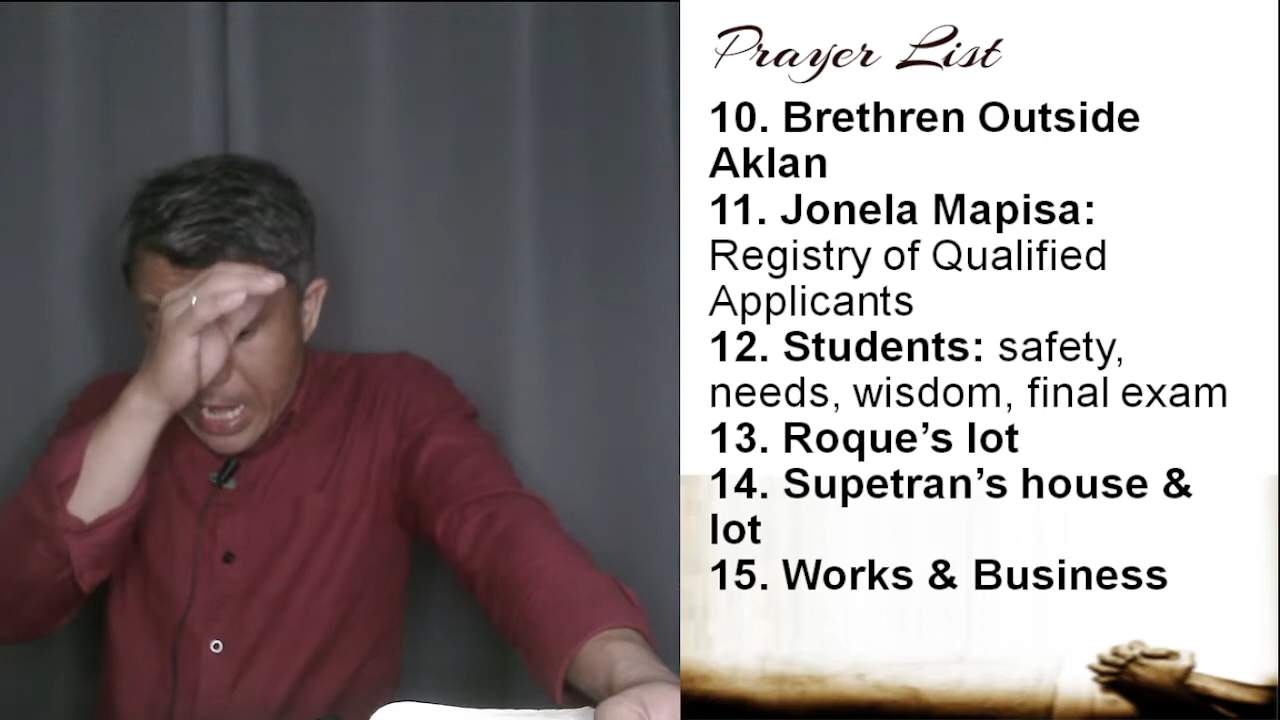 Prayer List
10. Brethren Outside
Aklan
11. Jonela Mapisa:
Registry of Qualified
Applicants
12. Students: safety,
needs, wisdom, final exam
13. Roque’s lot
14. Supetran’s house &
lot
15. Works & Business